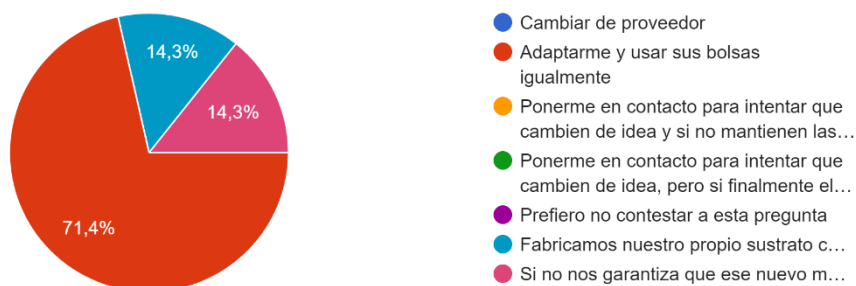 14,3%
14,3%
71,4%
Cambiar de proveedor
Adaptarme y usar sus bolsas
igualmente
Ponerme en contacto para intentar que
cambien de idea y si no mantienen las…
Ponerme en contacto para intentar que
cambien de idea, pero si finalmente el…
Prefiero no contestar a esta pregunta
Fabricamos nuestro propio sustrato c…
Si no nos garantiza que ese nuevo m…